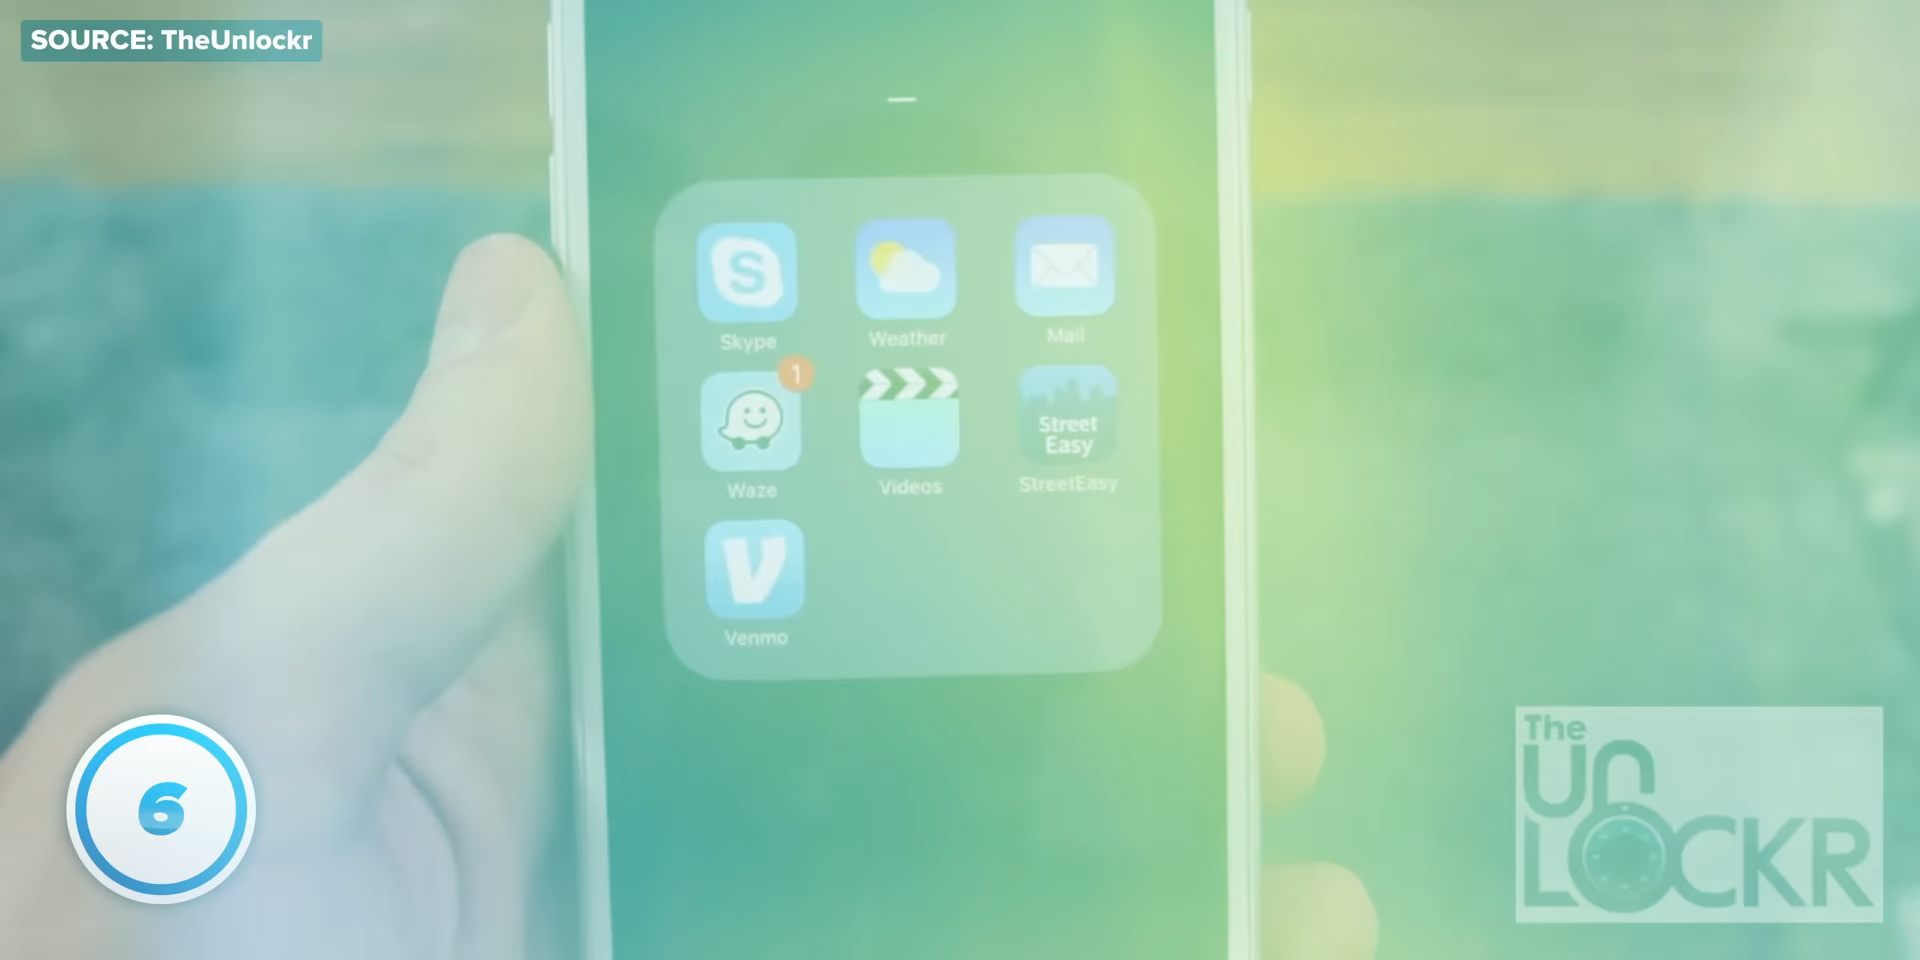 SOURCE: TheUnlockr
S
Skype
Weather
Mail
1
Waze
Videos
Street
Easy
StreetEasy
V
Venmo
6
The
UN
LOCKR